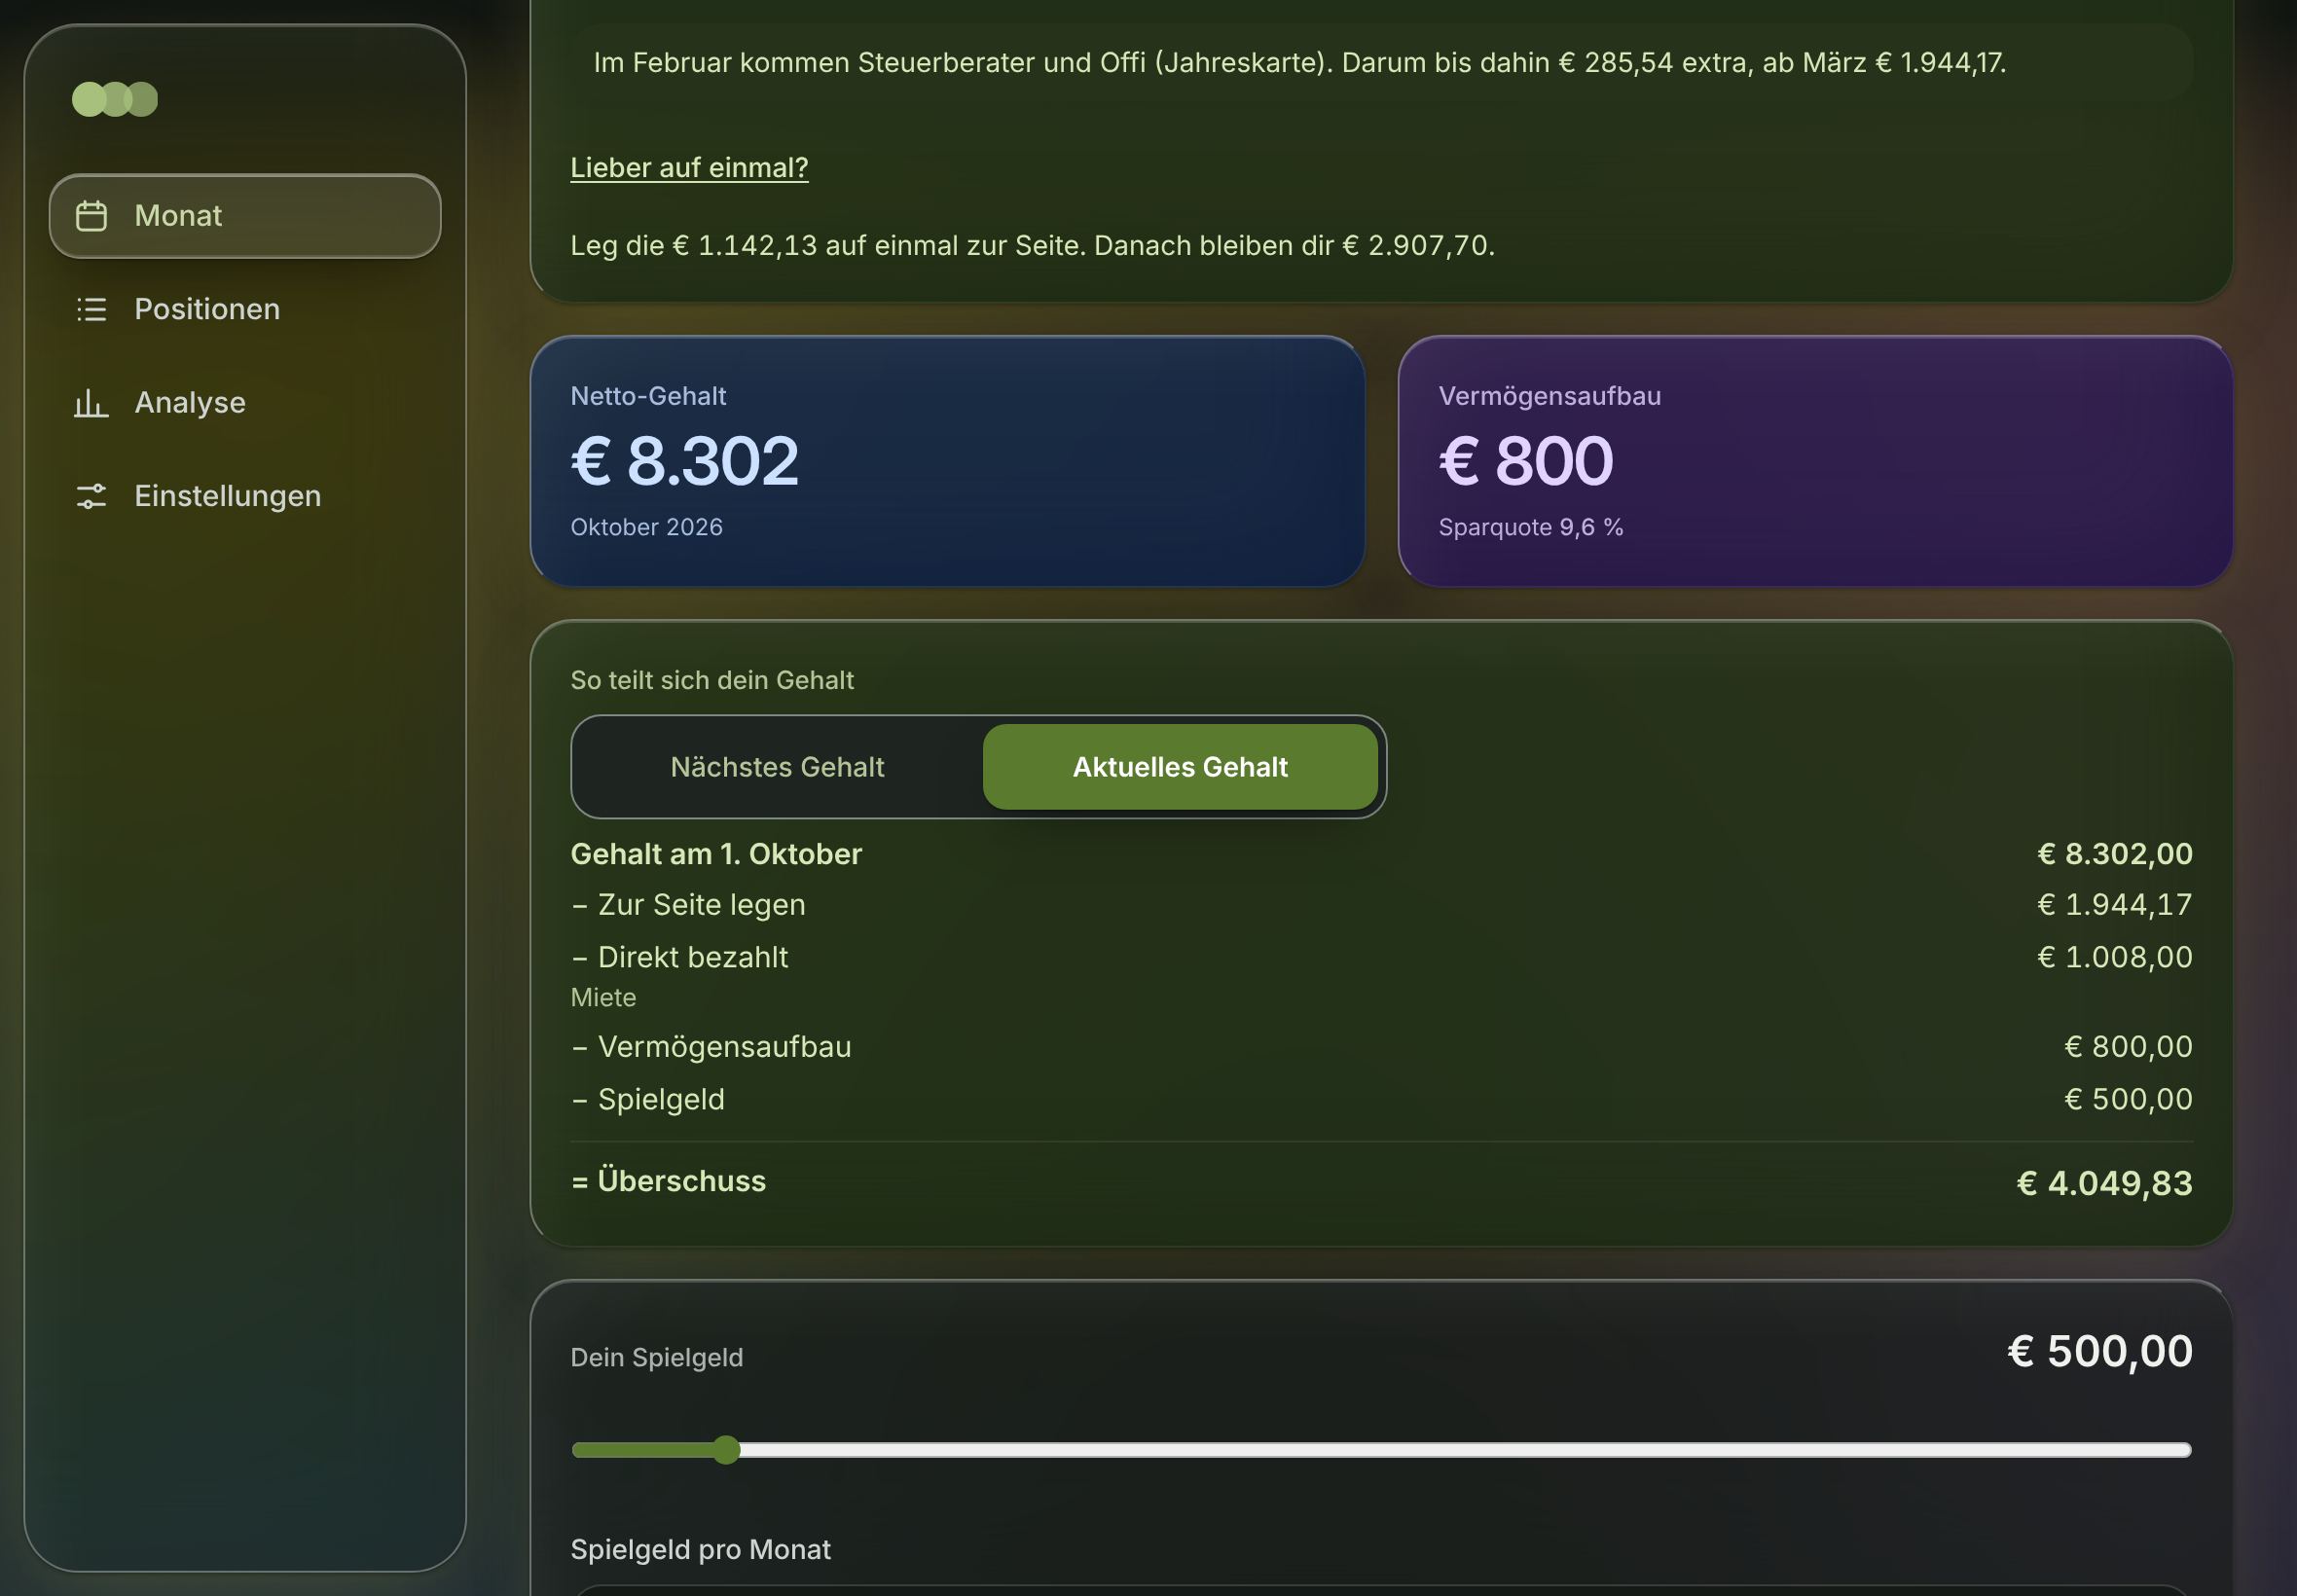 Im Februar kommen Steuerberater und Offi (Jahreskarte). Darum bis dahin € 285,54 extra, ab März € 1.944,17.
Lieber auf einmal?
Leg die € 1.142,13 auf einmal zur Seite. Danach bleiben dir € 2.907,70.
Monat
Positionen
Analyse
Einstellungen
Netto-Gehalt
€ 8.302
Oktober 2026
Vermögensaufbau
€ 800
Sparquote 9,6 %
So teilt sich dein Gehalt
Nächstes Gehalt
Aktuelles Gehalt
Gehalt am 1. Oktober € 8.302,00
– Zur Seite legen € 1.944,17
– Direkt bezahlt € 1.008,00
Miete
– Vermögensaufbau € 800,00
– Spielgeld € 500,00
= Überschuss € 4.049,83
Dein Spielgeld € 500,00
Spielgeld pro Monat